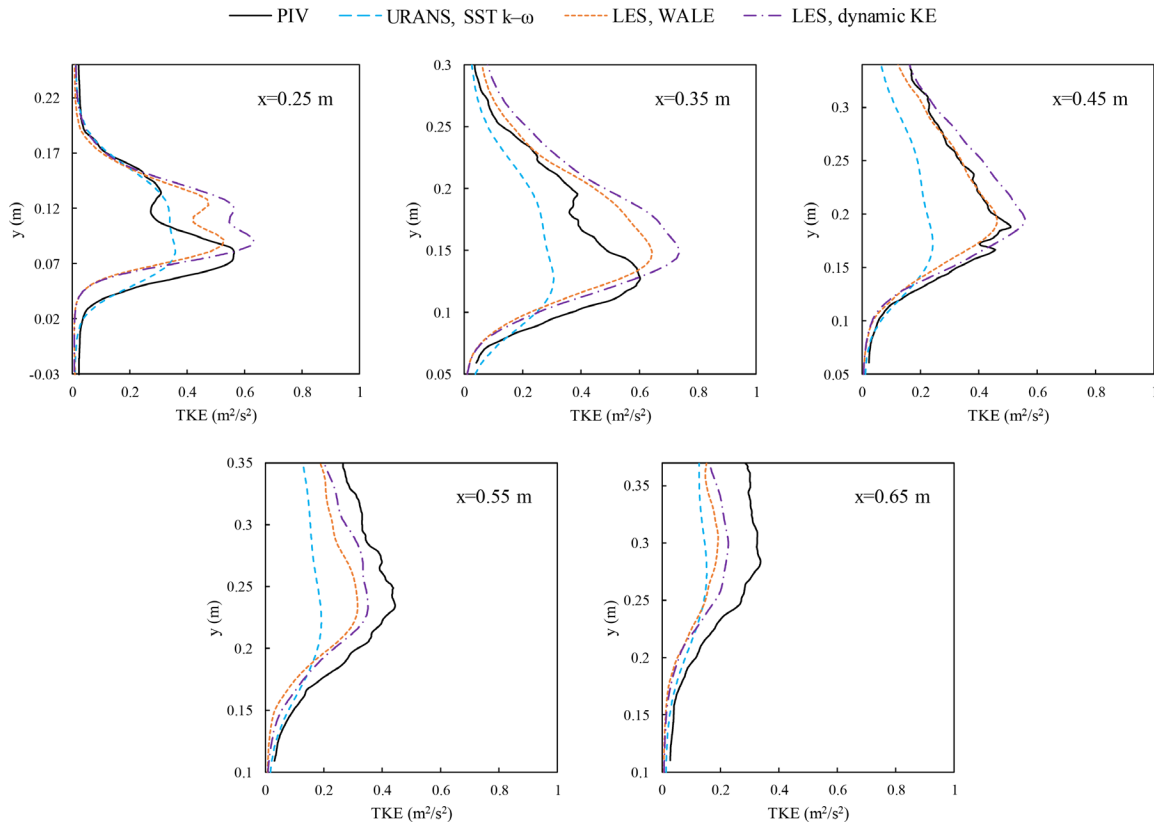 PIV URANS, SST k–ω LES, WALE LES, dynamic KE
x=0.25 m
0.22
0.17
0.12
0.07
0.02
-0.03
y (m)
0 0.2 0.4 0.6 0.8 1
TKE (m²/s²)
x=0.35 m
0.3
0.25
0.2
0.15
0.1
0.05
y (m)
0 0.2 0.4 0.6 0.8 1
TKE (m²/s²)
x=0.45 m
0.3
0.25
0.2
0.15
0.1
0.05
y (m)
0 0.2 0.4 0.6 0.8 1
TKE (m²/s²)
x=0.55 m
0.35
0.3
0.25
0.2
0.15
0.1
y (m)
0 0.2 0.4 0.6 0.8 1
TKE (m²/s²)
x=0.65 m
0.35
0.3
0.25
0.2
0.15
0.1
y (m)
0 0.2 0.4 0.6 0.8 1
TKE (m²/s²)